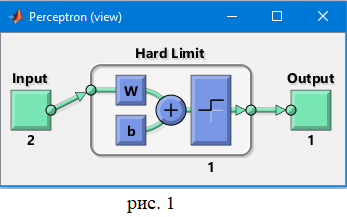 Perceptron (view)
Hard Limit
Input
Output
W
b
+
2
1
1
рис. 1